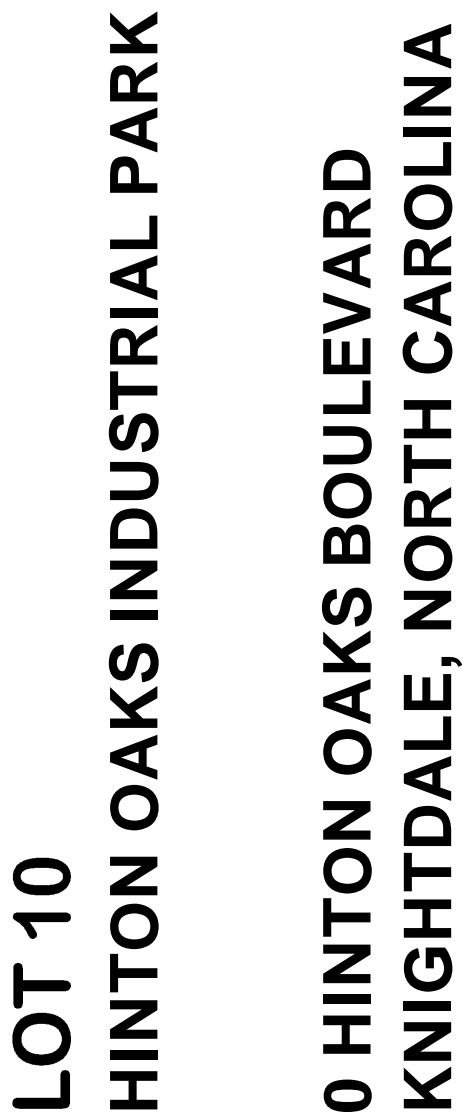 LOT 10
HINTON OAKS INDUSTRIAL PARK
0 HINTON OAKS BOULEVARD
KNIGHTDALE, NORTH CAROLINA